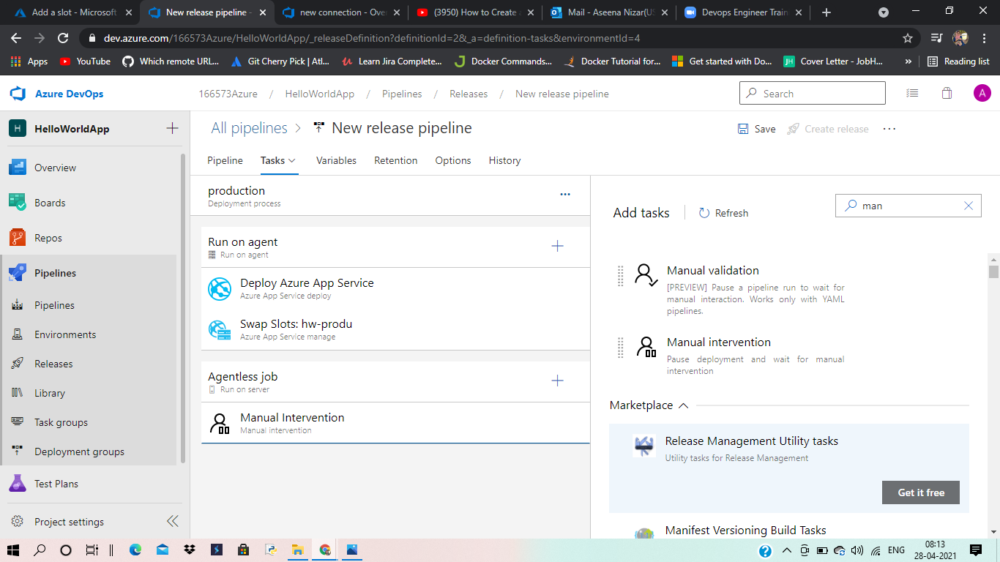 Add a slot - Microsoft
New release pipeline -
new connection - Ove
(3950) How to Create a
Mail - Aseena Nizar(US
Devops Engineer Train
dev.azure.com/166573Azure/HelloWorldApp/_releaseDefinition?definitionId=2&_a=definition-tasks&environmentId=4
Apps
YouTube
Which remote URL...
Git Cherry Pick | Atl...
Learn Jira Complete...
Docker Commands...
Docker Tutorial for...
Get started with Do...
JH
Cover Letter - JobH...
»
Reading list
Azure DevOps
166573Azure / HelloWorldApp / Pipelines / Releases / New release pipeline
Search
A
H
HelloWorldApp
Overview
Boards
Repos
Pipelines
Pipelines
Environments
Releases
Library
Task groups
Deployment groups
Test Plans
Project settings
All pipelines > New release pipeline
Save
Create release
...
Pipeline
Tasks
Variables
Retention
Options
History
production
Deployment process
...
Run on agent
Run on agent
Deploy Azure App Service
Azure App Service deploy
Swap Slots: hw-produ
Azure App Service manage
Agentless job
Run on server
Manual Intervention
Manual intervention
Add tasks
Refresh
man
Manual validation
[PREVIEW] Pause a pipeline run to wait for
manual interaction. Works only with YAML
pipelines.
Manual intervention
Pause deployment and wait for manual
intervention
Marketplace
Release Management Utility tasks
Utility tasks for Release Management
Get it free
Manifest Versioning Build Tasks
ENG
08:13
28-04-2021